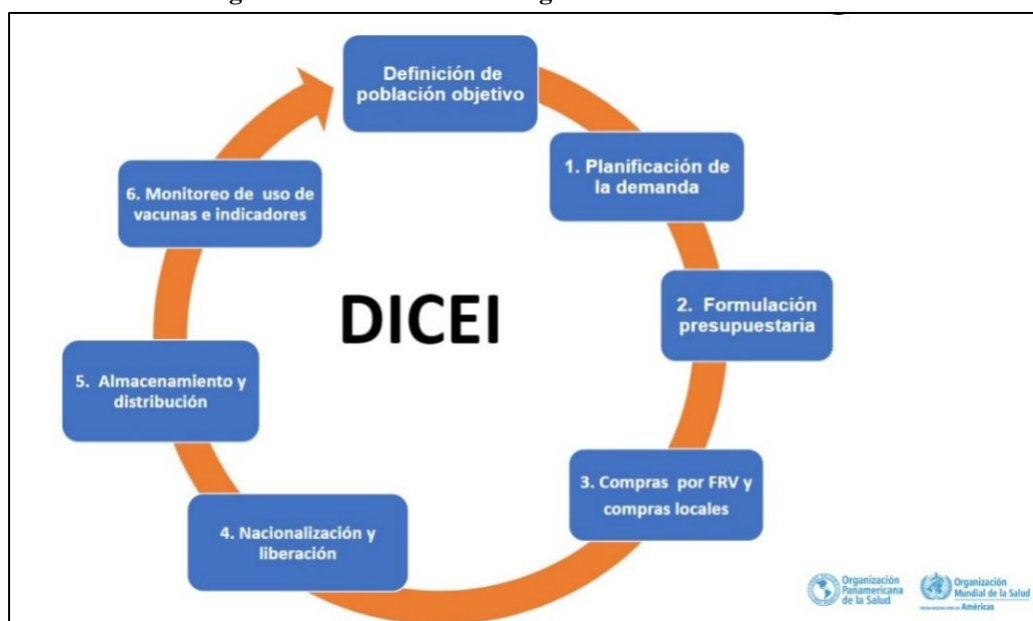 Definición de
población objetivo
1. Planificación de
la demanda
2. Formulación
presupuestaria
3. Compras por FRV y
compras locales
4. Nacionalización y
liberación
5. Almacenamiento y
distribución
6. Monitoreo de uso de
vacunas e indicadores
DICEI
Organización
Panamericana
de la Salud
Organización
Mundial de la Salud
Américas